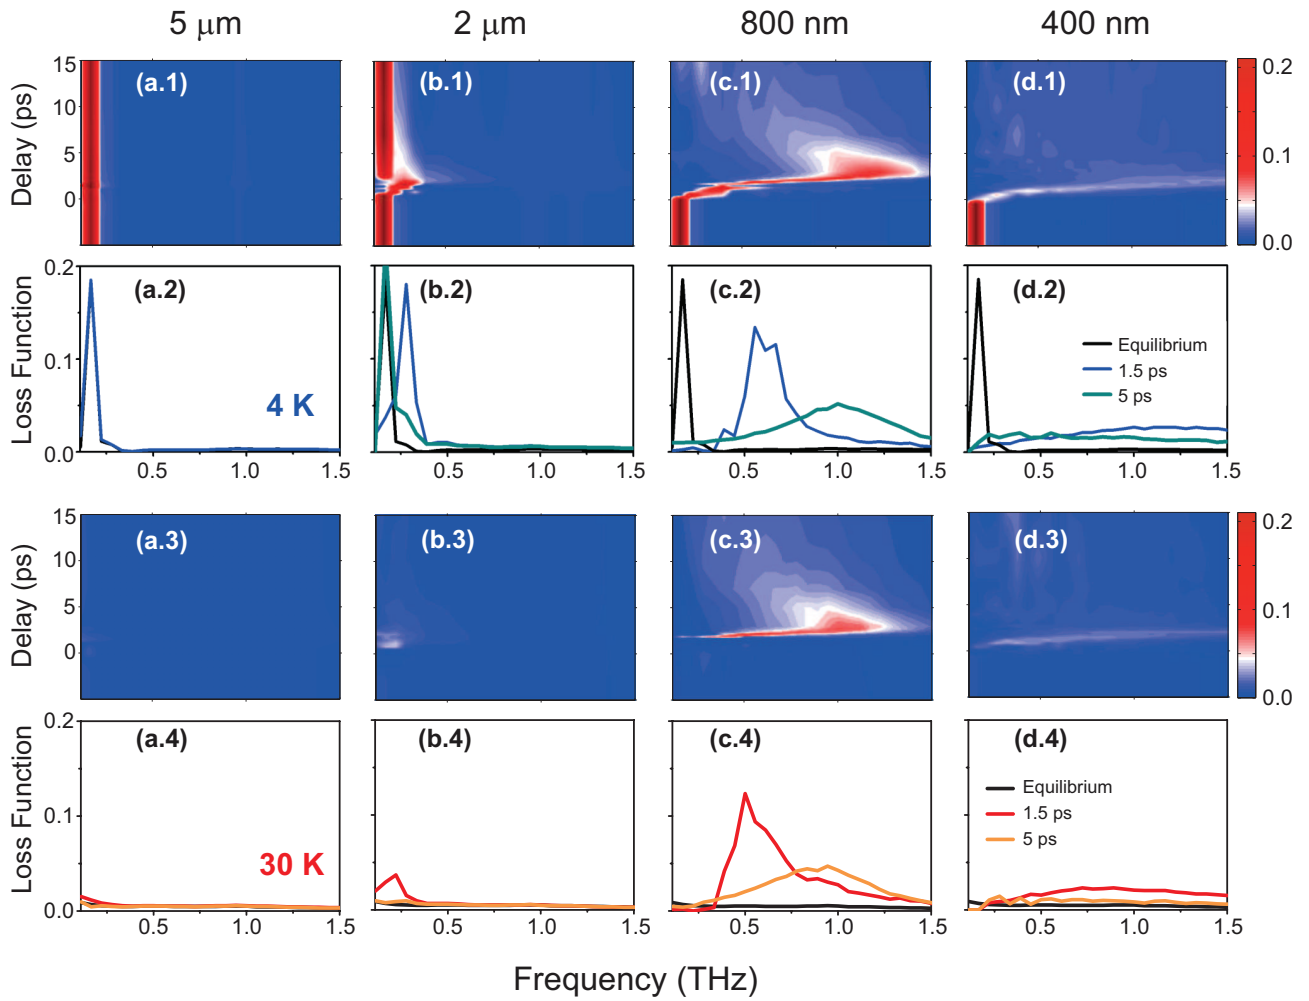 5 μm 2 μm 800 nm 400 nm
Delay (ps)
15
10
5
0
(a.1) (b.1) (c.1) (d.1)
0.2
0.1
0.0
Loss Function
0.2
0.1
0.0
(a.2) (b.2) (c.2) (d.2)
4 K
Equilibrium
1.5 ps
5 ps
0.5 1.0 1.5 0.5 1.0 1.5 0.5 1.0 1.5 0.5 1.0 1.5
Delay (ps)
15
10
5
0
(a.3) (b.3) (c.3) (d.3)
0.2
0.1
0.0
Loss Function
0.2
0.1
0.0
(a.4) (b.4) (c.4) (d.4)
30 K
Equilibrium
1.5 ps
5 ps
0.5 1.0 1.5 0.5 1.0 1.5 0.5 1.0 1.5 0.5 1.0 1.5
Frequency (THz)